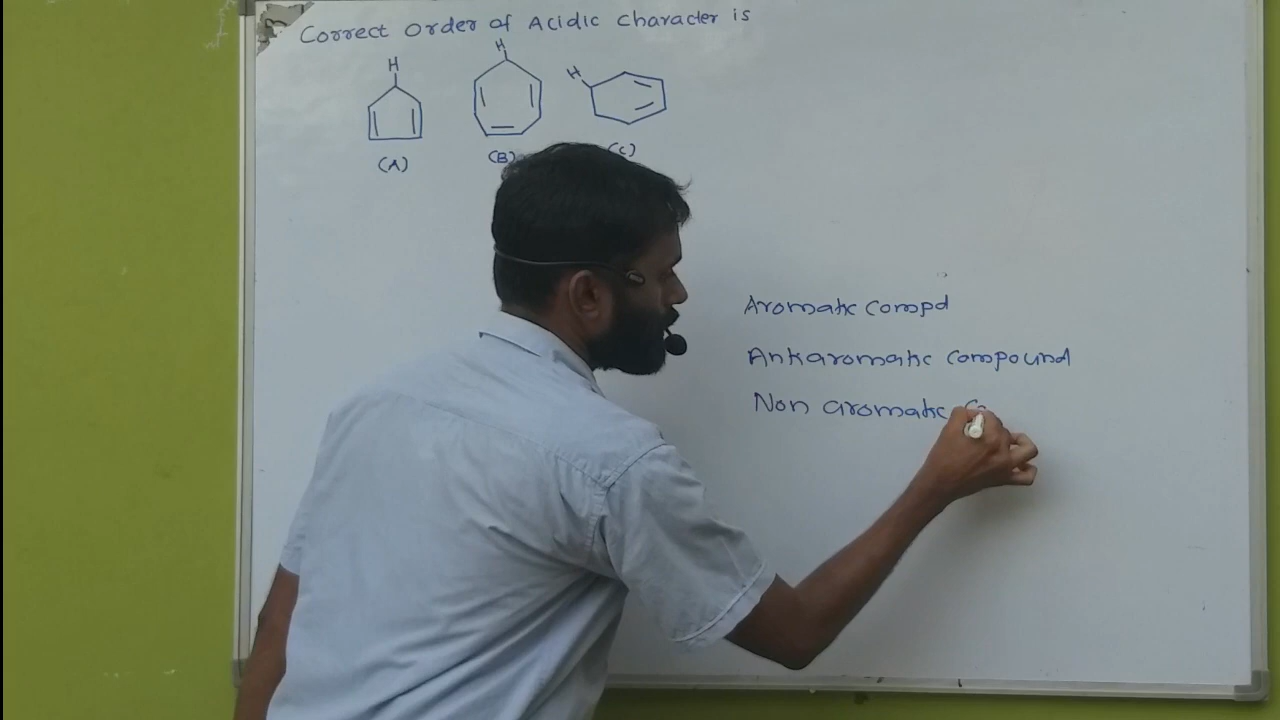 Correct Order of Acidic Character is
H H H
(A) (B) (C)
Aromatic Compd
Antiaromatic Compound
Non aromatic